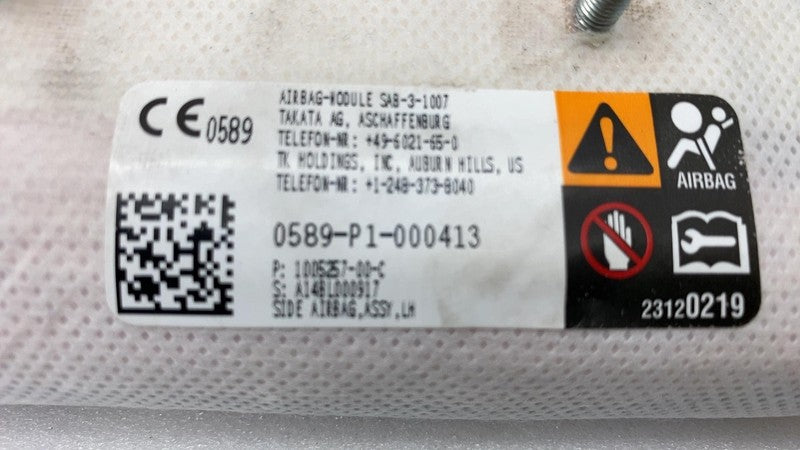 CE 0589
AIRBAG-MODULE SAB-3-1007
TAKATA AG, ASCHAFFENBURG
TELEFON-NR: +49-6021-65-0
TK HOLDINGS, INC, AUBURN HILLS, US
TELEFON-NR: +1-248-373-8040
0589-P1-000413
P: 1005257-00-C
S: A14B1000917
SIDE AIRBAG,ASSY,LH
AIRBAG
23120219